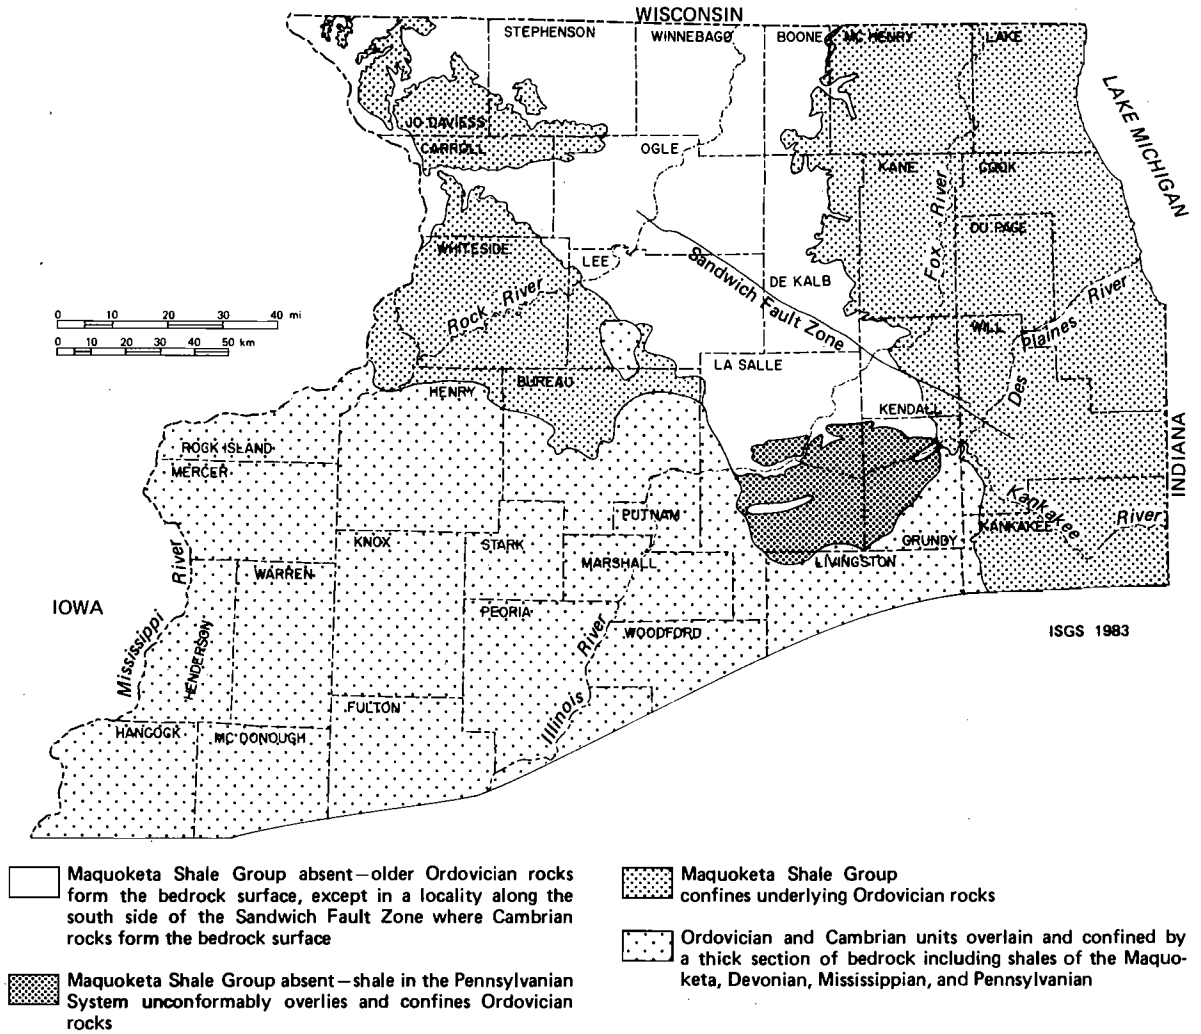 WISCONSIN
STEPHENSON
WINNEBAGO
BOONE
MC HENRY
LAKE
LAKE MICHIGAN
JO DAVIESS
CARROLL
OGLE
KANE
COOK
Fox River
DU PAGE
WHITESIDE
LEE
Rock River
Sandwich Fault Zone
DE KALB
0 10 20 30 40 mi
0 10 20 30 40 50 km
WILL
Des Plaines River
LA SALLE
BUREAU
HENRY
KENDALL
ROCK ISLAND
MERCER
INDIANA
PUTNAM
Kankakee River
KANKAKEE
KNOX
STARK
GRUNDY
MARSHALL
LIVINGSTON
WARREN
IOWA
Mississippi River
HENDERSON
PEORIA
WOODFORD
ISGS 1983
Illinois River
FULTON
HANCOCK
MC DONOUGH
Maquoketa Shale Group absent—older Ordovician rocks
form the bedrock surface, except in a locality along the
south side of the Sandwich Fault Zone where Cambrian
rocks form the bedrock surface
Maquoketa Shale Group absent—shale in the Pennsylvanian
System unconformably overlies and confines Ordovician
rocks
Maquoketa Shale Group
confines underlying Ordovician rocks
Ordovician and Cambrian units overlain and confined by
a thick section of bedrock including shales of the Maquo-
keta, Devonian, Mississippian, and Pennsylvanian